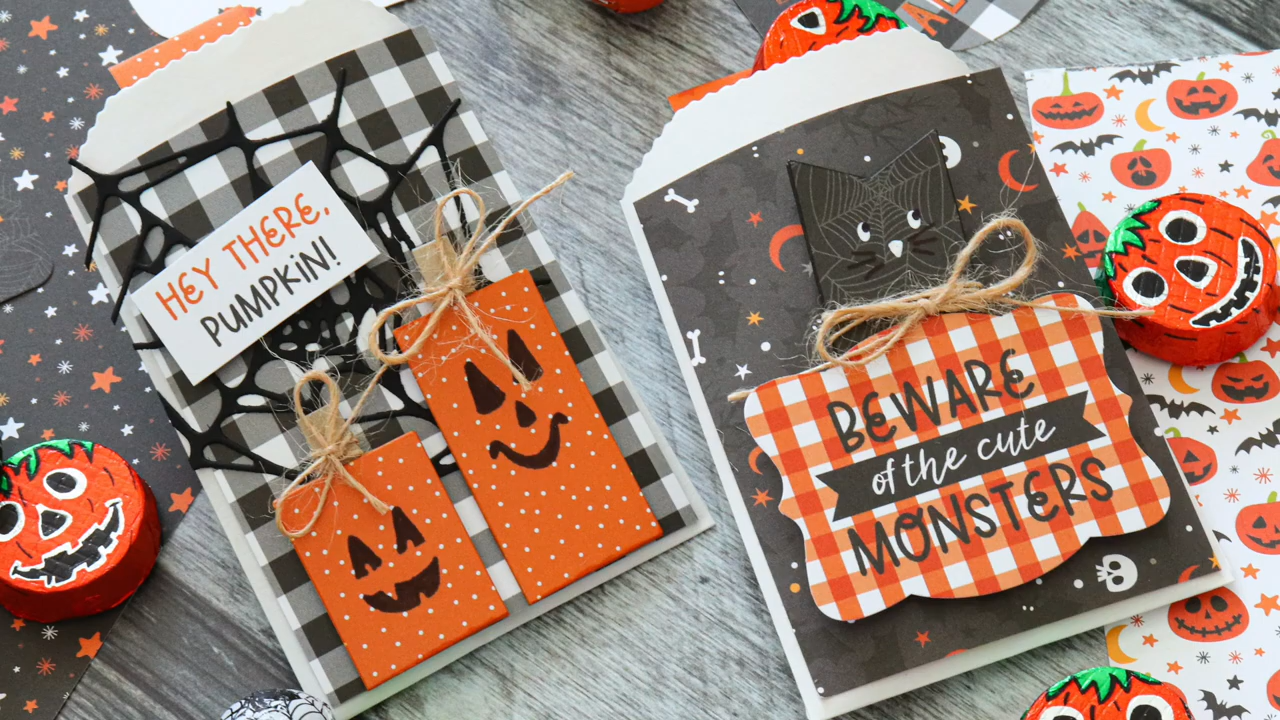 HEY THERE,
PUMPKIN!
BEWARE
of the cute
MONSTERS